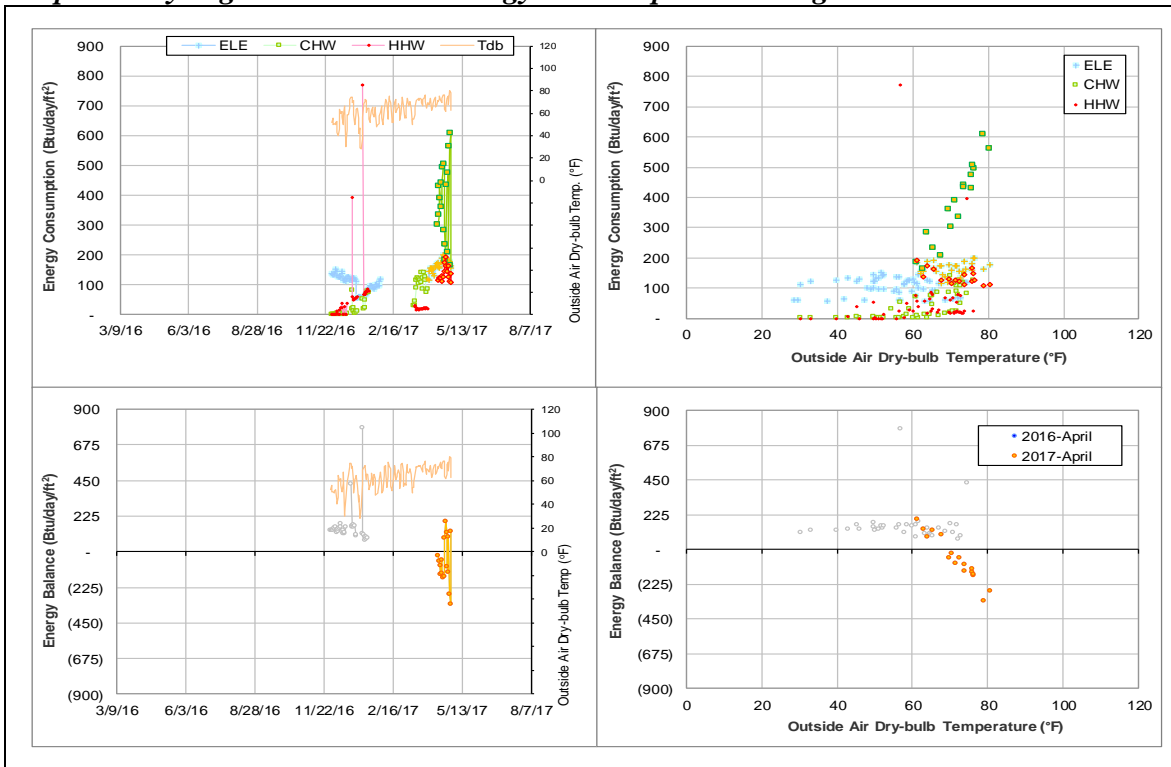 ELE CHW HHW Tdb
900
800
700
600
500
400
300
200
100
-
Energy Consumption (Btu/day/ft²)
120
100
80
60
40
20
0
Outside Air Dry-bulb Temp. (°F)
3/9/16 6/3/16 8/28/16 11/22/16 2/16/17 5/13/17 8/7/17
ELE
CHW
HHW
900
800
700
600
500
400
300
200
100
0
Energy Consumption (Btu/day/ft²)
0 20 40 60 80 100 120
Outside Air Dry-bulb Temperature (°F)
900
675
450
225
-
(225)
(450)
(675)
(900)
Energy Balance (Btu/day/ft²)
120
100
80
60
40
20
0
Outside Air Dry-bulb Temp (°F)
3/9/16 6/3/16 8/28/16 11/22/16 2/16/17 5/13/17 8/7/17
2016-April
2017-April
900
675
450
225
-
(225)
(450)
(675)
(900)
Energy Balance (Btu/day/ft²)
0 20 40 60 80 100 120
Outside Air Dry-bulb Temperature (°F)